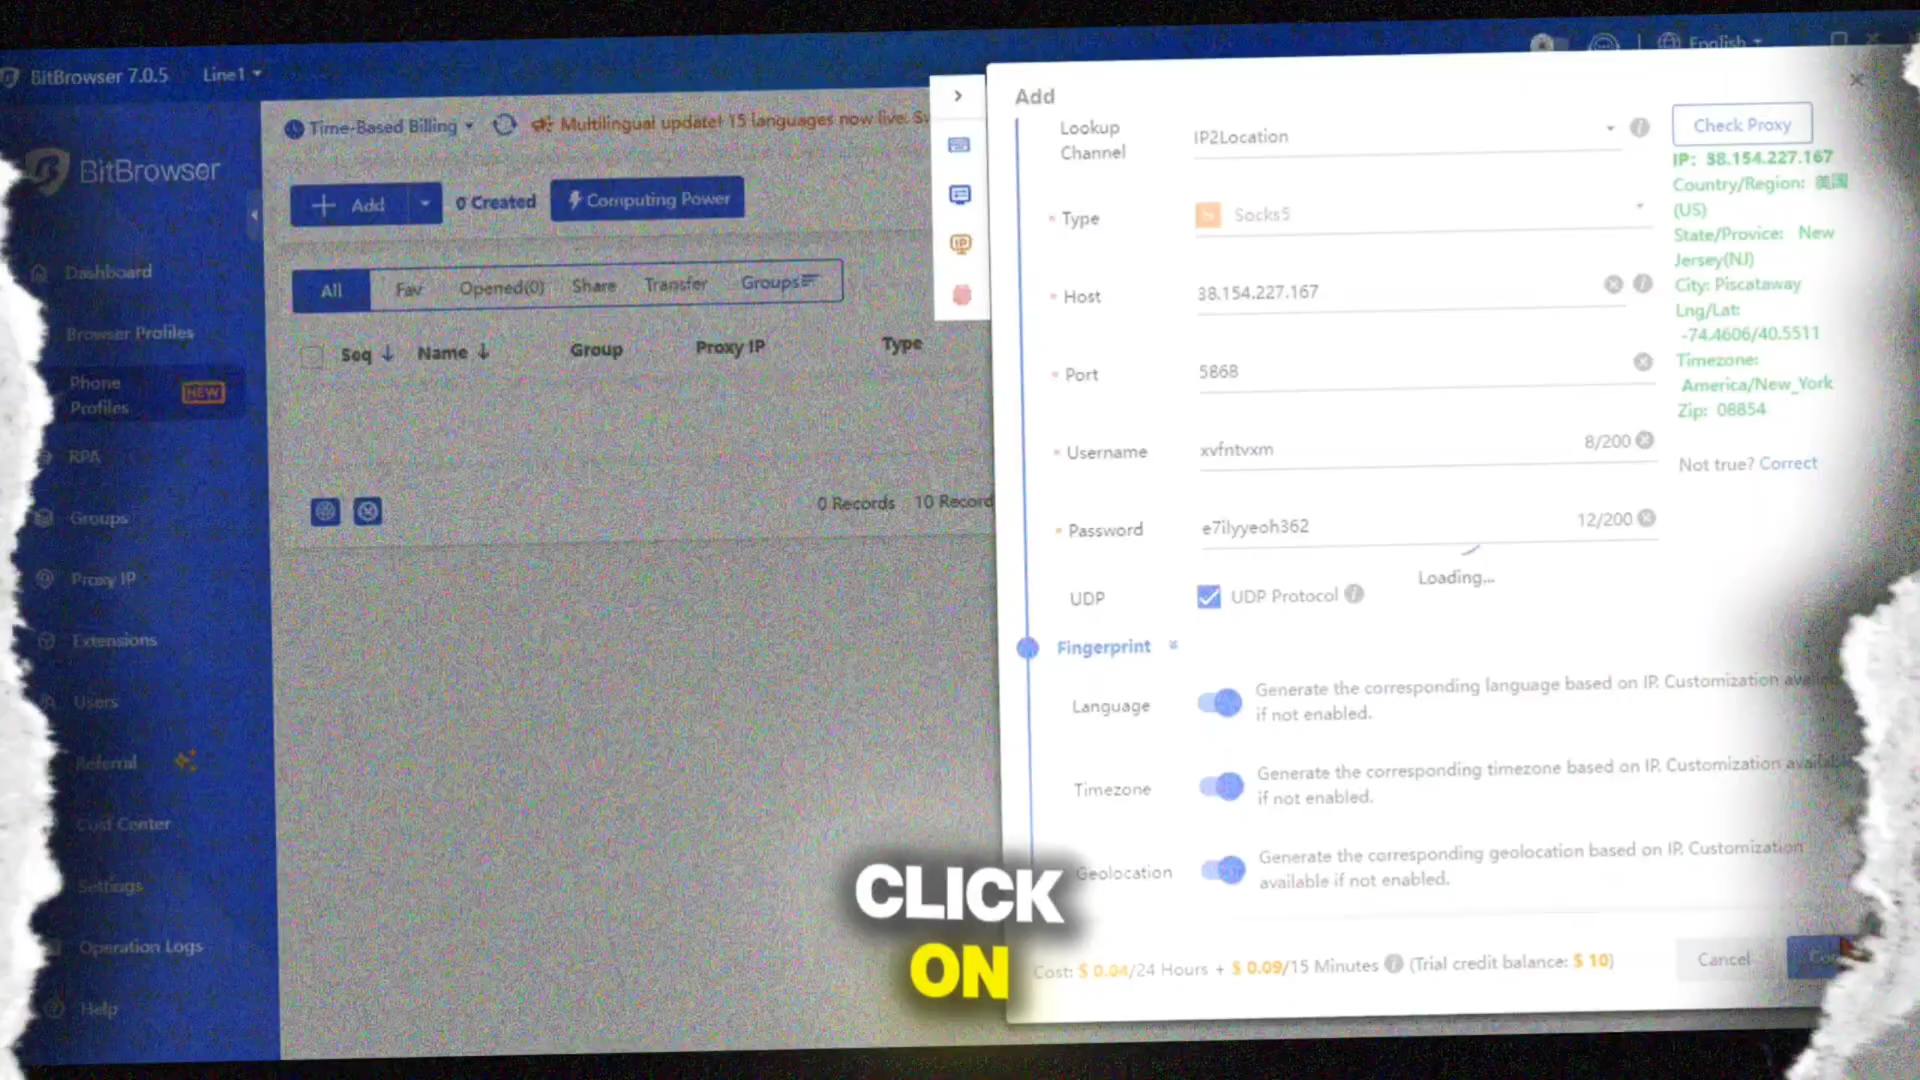 English
BitBrowser 7.0.5 Line1
BitBrowser
Dashboard
Browser Profiles
Phone
Profiles
NEW
RPA
Groups
Proxy IP
Extensions
Users
Referral
Cust Center
Settings
Operation Logs
Help
Time-Based Billing
Multilingual update! 15 languages now live. Sw
Add
0 Created
Computing Power
All Fav Opened(0) Share Transfer Groups
Seq Name Group Proxy IP Type
0 Records 10 Record
IP
Add
Lookup
Channel
IP2Location
Type
Socks5
Host
38.154.227.167
Port
5868
Username
xvfntvxm
8/200
Password
e7ilyyeoh362
12/200
UDP
UDP Protocol
Loading...
Fingerprint
Language
Generate the corresponding language based on IP. Customization available
if not enabled.
Timezone
Generate the corresponding timezone based on IP. Customization available
if not enabled.
Geolocation
Generate the corresponding geolocation based on IP. Customization
available if not enabled.
Cost: $ 0.04/24 Hours + $ 0.09/15 Minutes (Trial credit balance: $ 10)
Cancel
Check Proxy
IP: 38.154.227.167
Country/Region: 美国
(US)
State/Provice: New
Jersey(NJ)
City: Piscataway
Lng/Lat:
-74.4606/40.5511
Timezone:
America/New_York
Zip: 08854
Not true? Correct
CLICK
ON